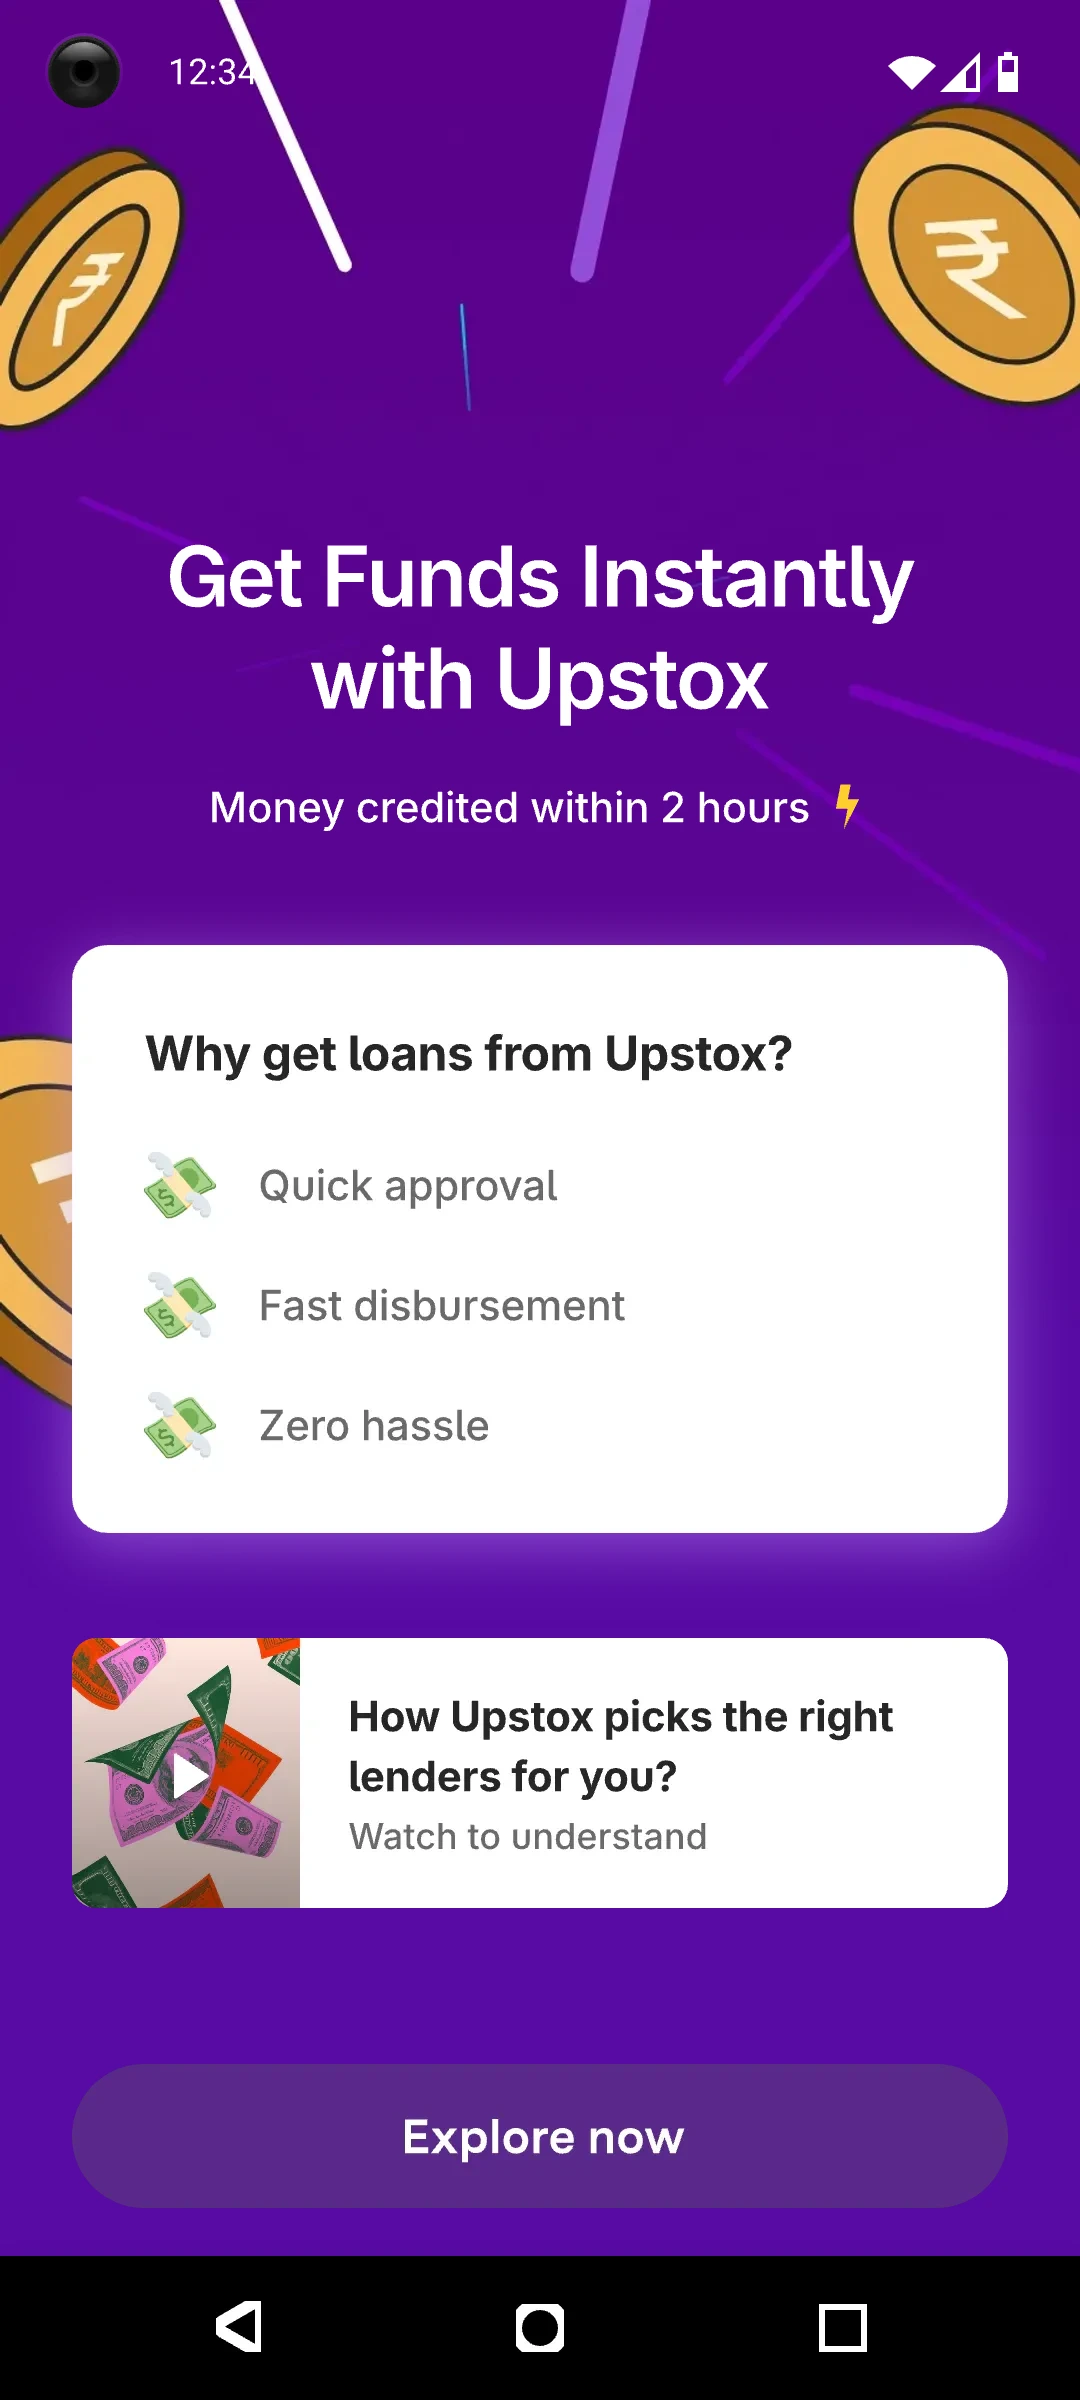 12:34
Get Funds Instantly
with Upstox
Money credited within 2 hours
Why get loans from Upstox?
Quick approval
Fast disbursement
Zero hassle
How Upstox picks the right
lenders for you?
Watch to understand
Explore now